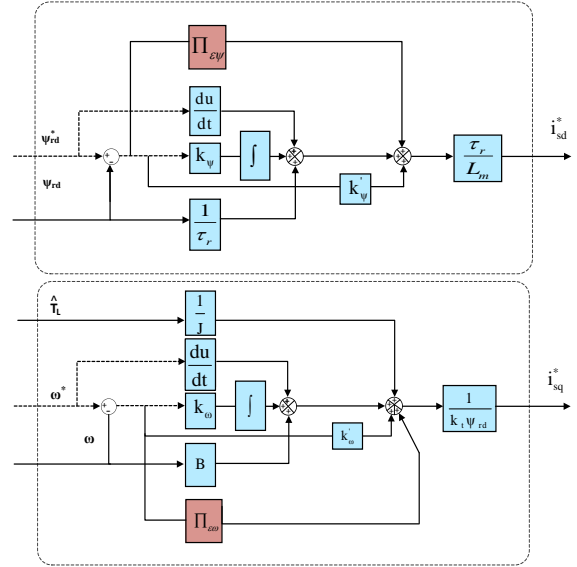 Π_εψ
du/dt
ψ*_rd
+
-
k_ψ
∫
ψ_rd
k'_ψ
1/τ_r
τ_r/L_m
i*_sd
T̂_L
1/J
du/dt
ω*
+
-
k_ω
∫
ω
k'_ω
B
Π_εω
1/(k_t ψ_rd)
i*_sq